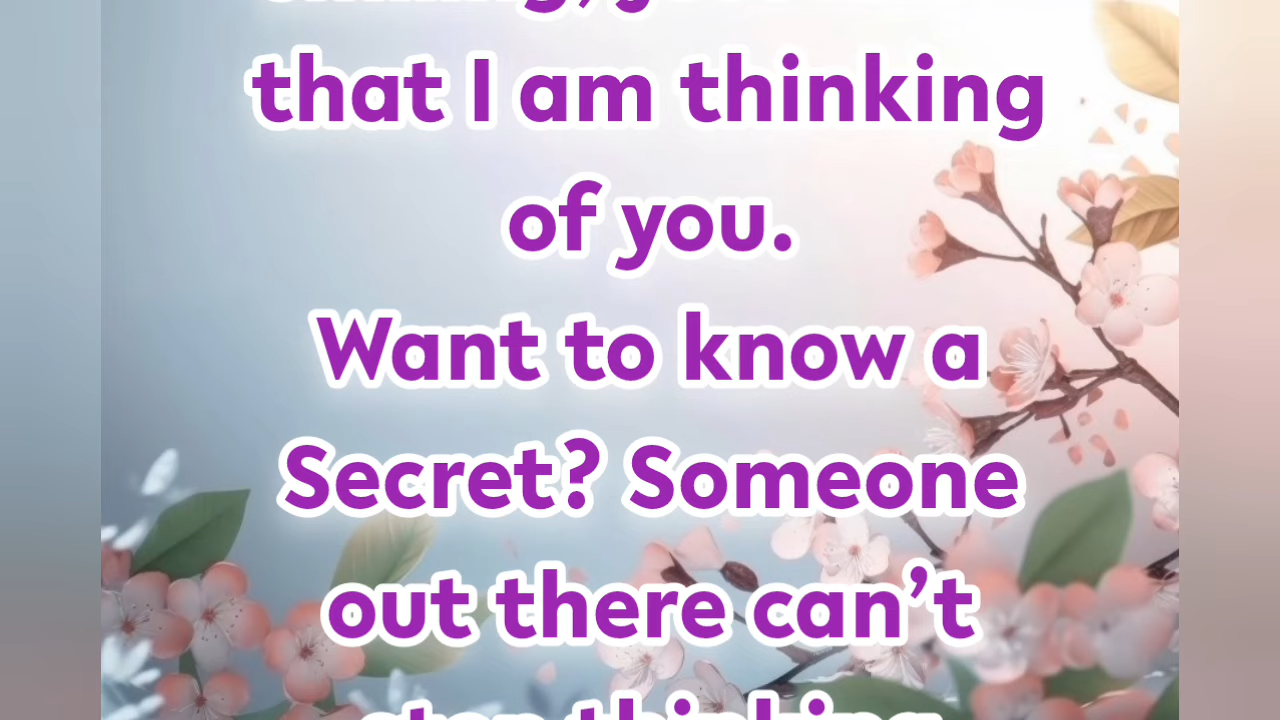 that I am thinking
of you.
Want to know a
Secret? Someone
out there can’t
stop thinking